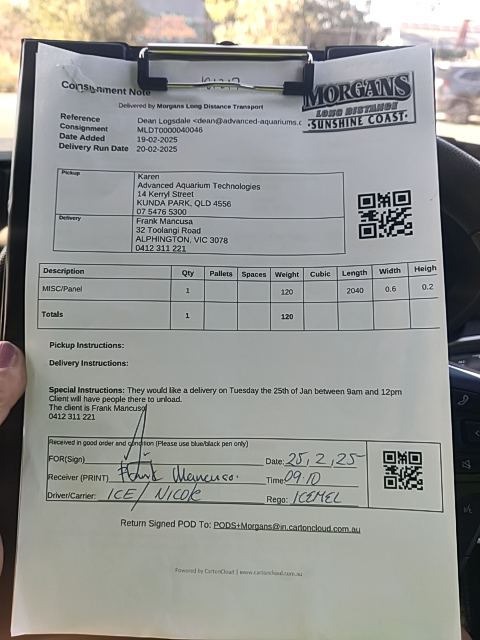 Consignment Note
MORGANS
LONG DISTANCE
·SUNSHINE COAST·
Delivered by Morgans Long Distance Transport
Reference Dean Logsdale <dean@advanced-aquariums.c
Consignment MLDT0000040046
Date Added 19-02-2025
Delivery Run Date 20-02-2025
Pickup Karen
Advanced Aquarium Technologies
14 Kerryl Street
KUNDA PARK, QLD 4556
07 5476 5300
Delivery Frank Mancusa
32 Toolangi Road
ALPHINGTON, VIC 3078
0412 311 221
Description Qty Pallets Spaces Weight Cubic Length Width Heigh
MISC/Panel 1 120 2040 0.6 0.2
Totals 1 120
Pickup Instructions:
Delivery Instructions:
Special Instructions: They would like a delivery on Tuesday the 25th of Jan between 9am and 12pm
Client will have people there to unload.
The client is Frank Mancuso
0412 311 221
Received in good order and condition (Please use blue/black pen only)
FOR(Sign) Date: 25,2,25
Receiver (PRINT) Frank Mancuso. Time 09.10
Driver/Carrier: ICE/ NICOLE Rego: ICEMEL
Return Signed POD To: PODS+Morgans@in.cartoncloud.com.au
Powered by CartonCloud | www.cartoncloud.com.au